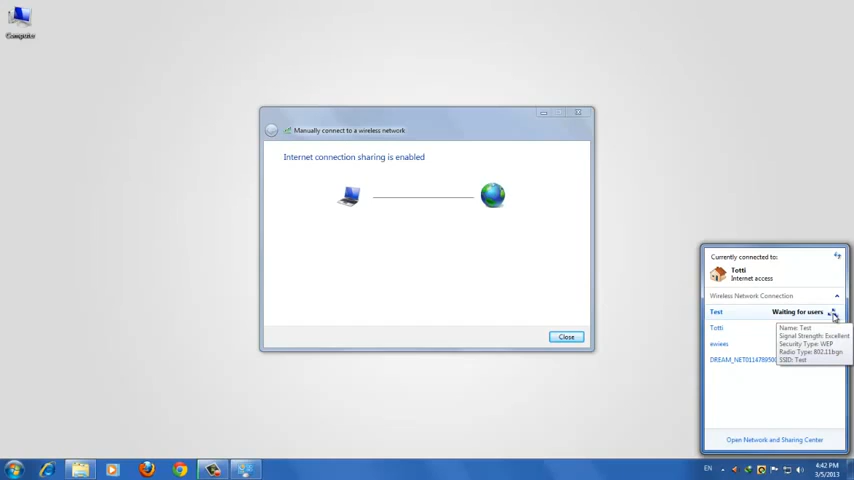 Computer
Manually connect to a wireless network
Internet connection sharing is enabled
Close
Currently connected to:
Totti
Internet access
Wireless Network Connection
Test Waiting for users
Totti
ewiees
Name: Test
Signal Strength: Excellent
Security Type: WEP
Radio Type: 802.11bgn
SSID: Test
Open Network and Sharing Center
EN
4:42 PM
3/5/2013